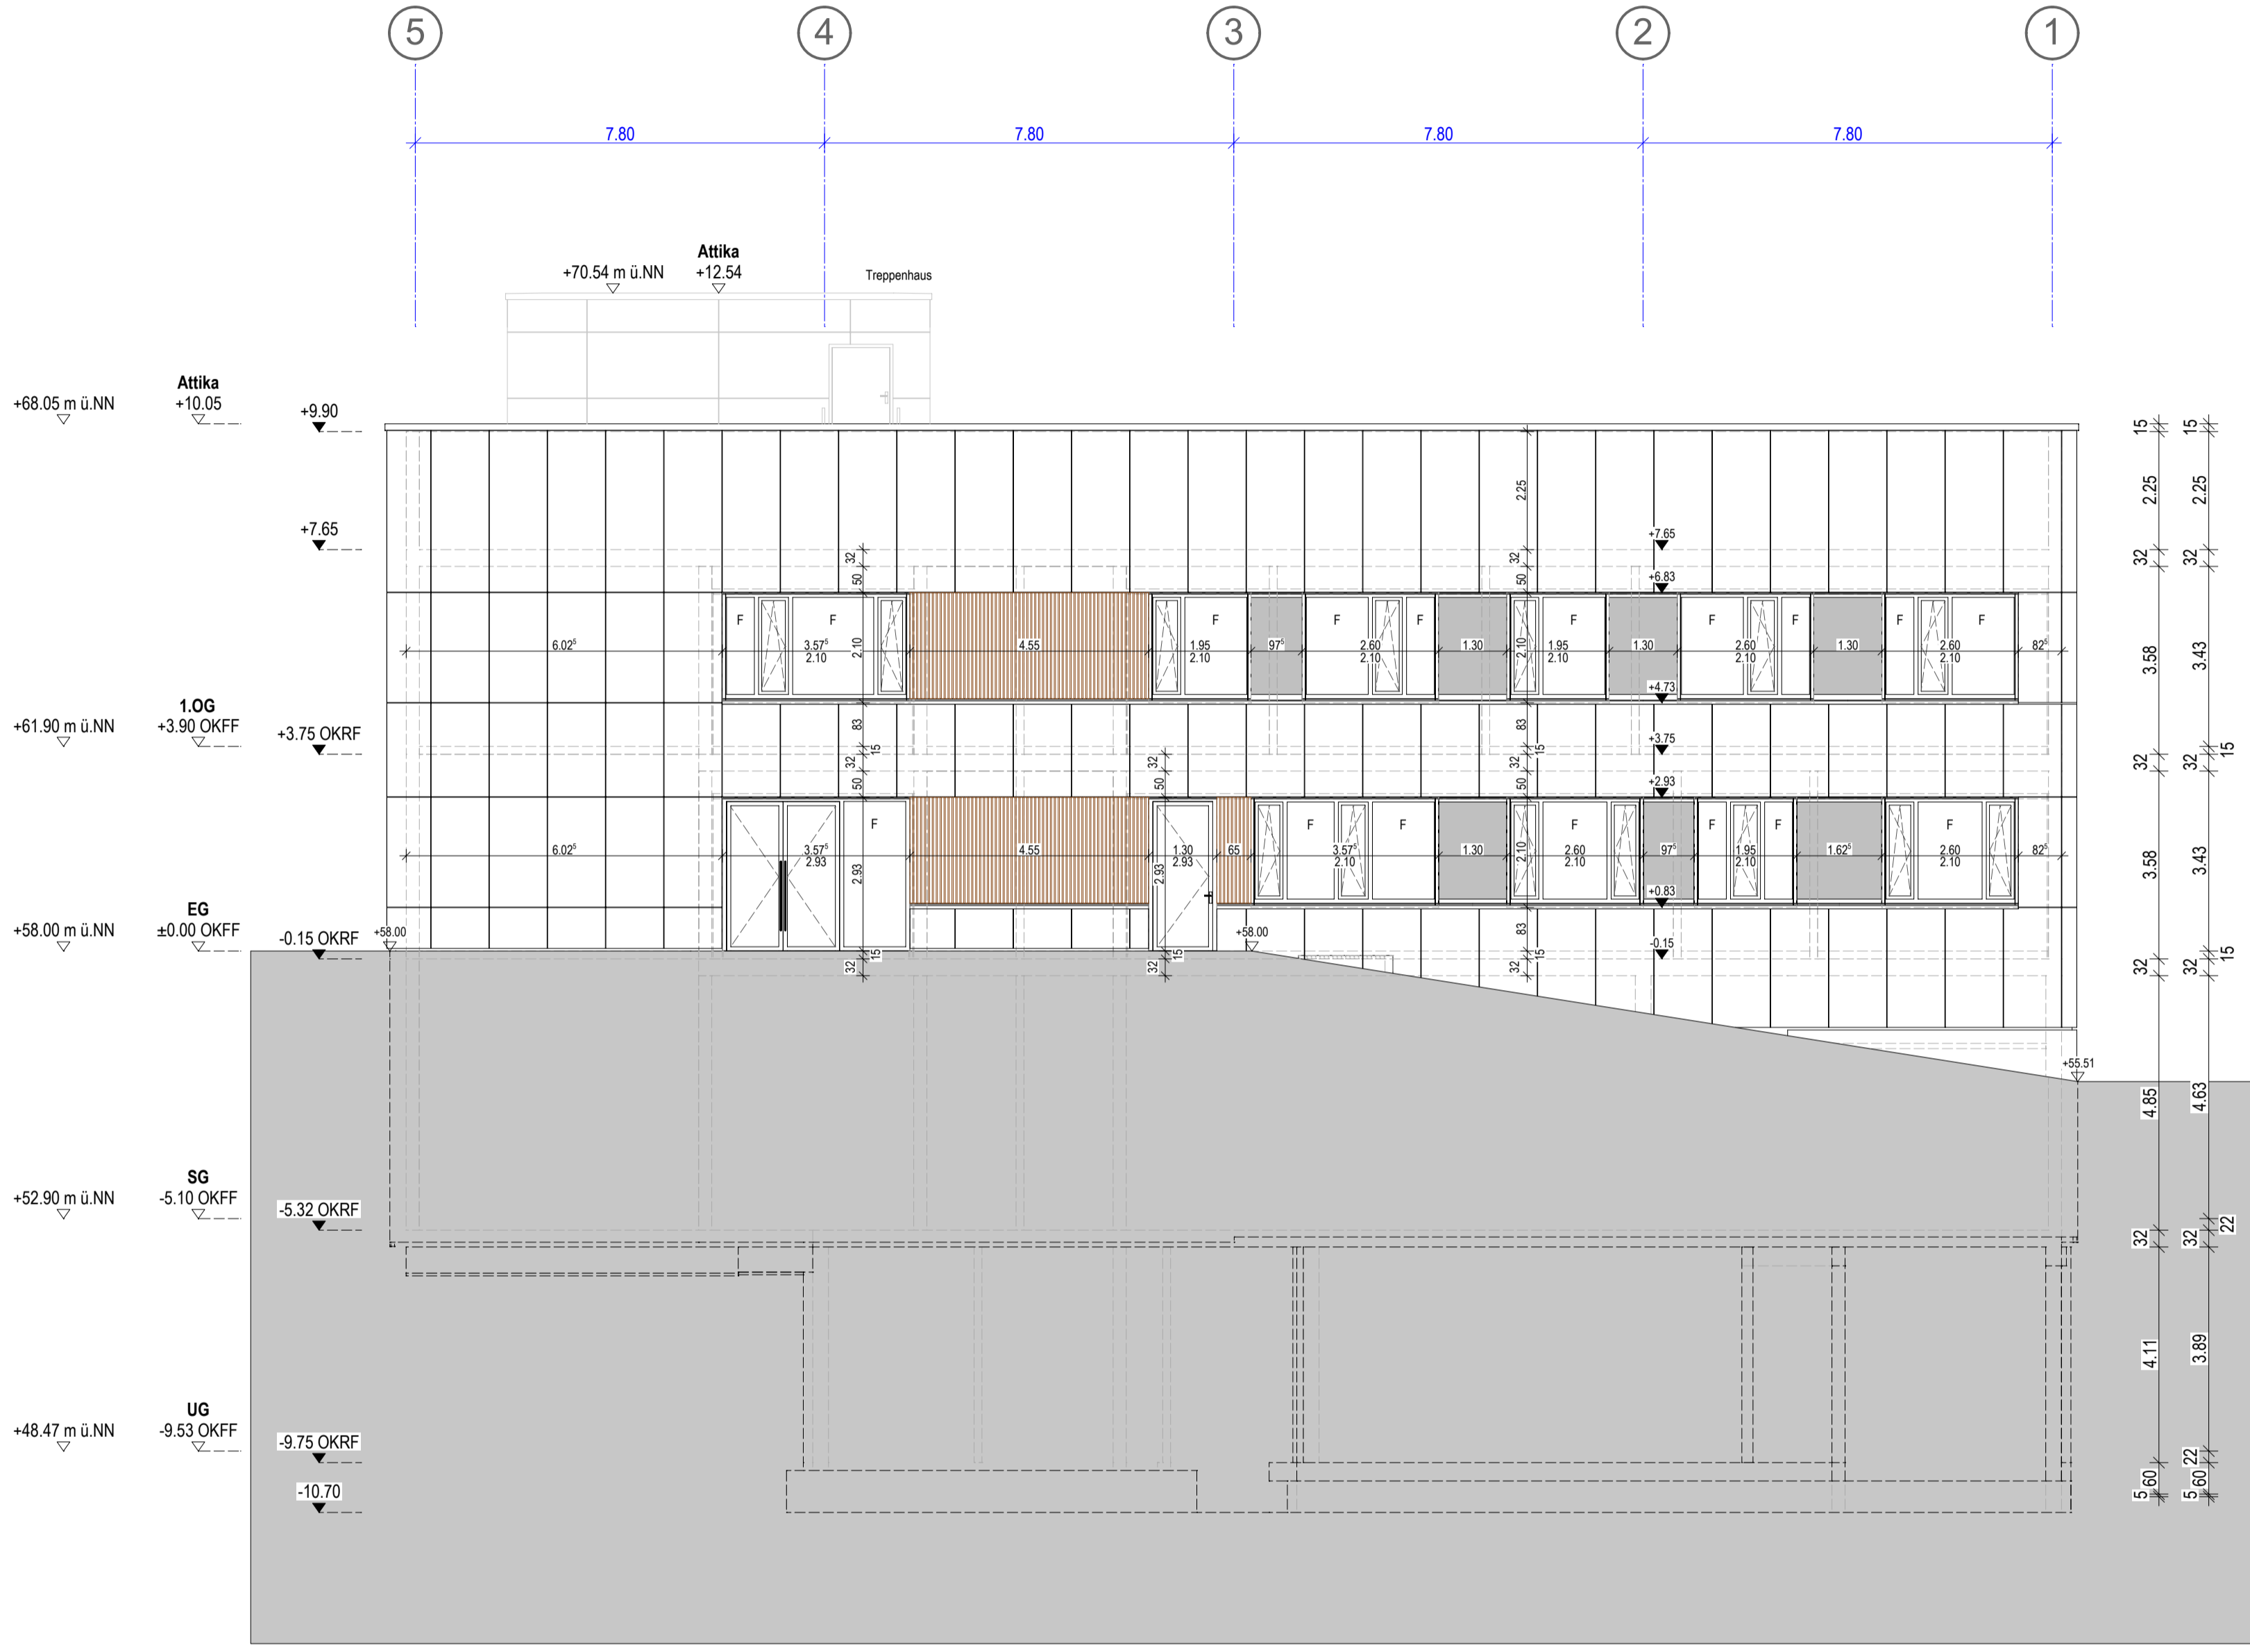 5 4 3 2 1
7.80 7.80 7.80 7.80
Attika
+70.54 m ü.NN +12.54 Treppenhaus
Attika
+68.05 m ü.NN +10.05 +9.90
15 15
2.25 2.25 2.25
+7.65 +7.65
32 32 32 32
50 50 +6.83
F F F F F F F F F F
6.02⁵ 3.57⁵ 2.10 4.55 1.95 97⁵ 2.60 1.30 2.10 1.95 1.30 2.60 1.30 2.60 82⁵
2.10 2.10 2.10 2.10 2.10 2.10
3.58 3.43
+4.73
1.OG
+61.90 m ü.NN +3.90 OKFF +3.75 OKRF
83 83 +3.75
15 15 15
32 32 32 32 32
50 50 50 +2.93
F F F F F F F
6.02⁵ 3.57⁵ 2.93 4.55 1.30 2.93 65 3.57⁵ 1.30 2.10 2.60 97⁵ 1.95 1.62⁵ 2.60 82⁵
2.93 2.93 2.10 2.10 2.10 2.10
3.58 3.43
+0.83
EG
+58.00 m ü.NN ±0.00 OKFF -0.15 OKRF
+58.00 +58.00 83 -0.15
15 15 15 15
32 32 32 32 32
+55.51
4.85 4.63
SG
+52.90 m ü.NN -5.10 OKFF -5.32 OKRF
22
32 32
4.11 3.89
UG
+48.47 m ü.NN -9.53 OKFF -9.75 OKRF
22
60 60
5 5
-10.70